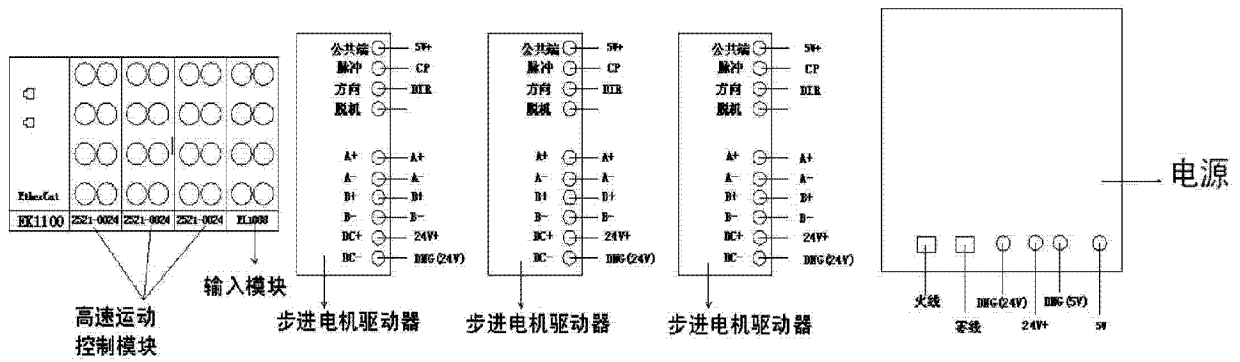 EtherCat
EK1100
2521-0024
2521-0024
2521-0024
EL1008
高速运动
控制模块
输入模块
公共端 5V+
脉冲 CP
方向 DIR
脱机
A+ A+
A- A-
B+ B+
B- B-
DC+ 24V+
DC- DNG(24V)
步进电机驱动器
公共端 5V+
脉冲 CP
方向 DIR
脱机
A+ A+
A- A-
B+ B+
B- B-
DC+ 24V+
DC- DNG(24V)
步进电机驱动器
公共端 5V+
脉冲 CP
方向 DIR
脱机
A+ A+
A- A-
B+ B+
B- B-
DC+ 24V+
DC- DNG(24V)
步进电机驱动器
电源
火线
零线
DNG(24V)
24V+
DNG(5V)
5V